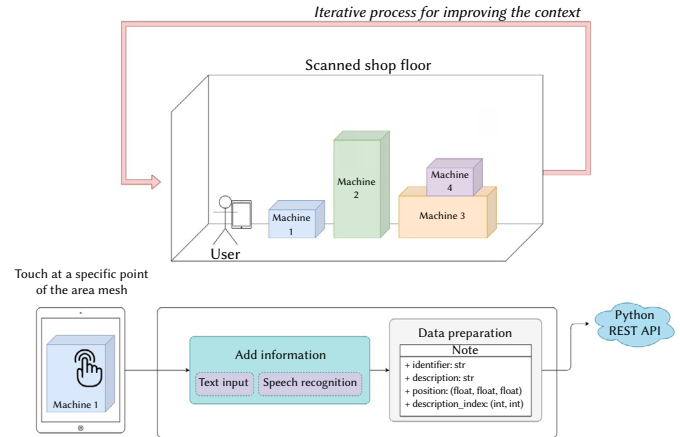 Iterative process for improving the context
Scanned shop floor
Machine
2
Machine
4
Machine
1
Machine 3
User
Touch at a specific point
of the area mesh
Machine 1
Add information
Text input
Speech recognition
Data preparation
Note
+ identifier: str
+ description: str
+ position: (float, float, float)
+ description_index: (int, int)
Python
REST API